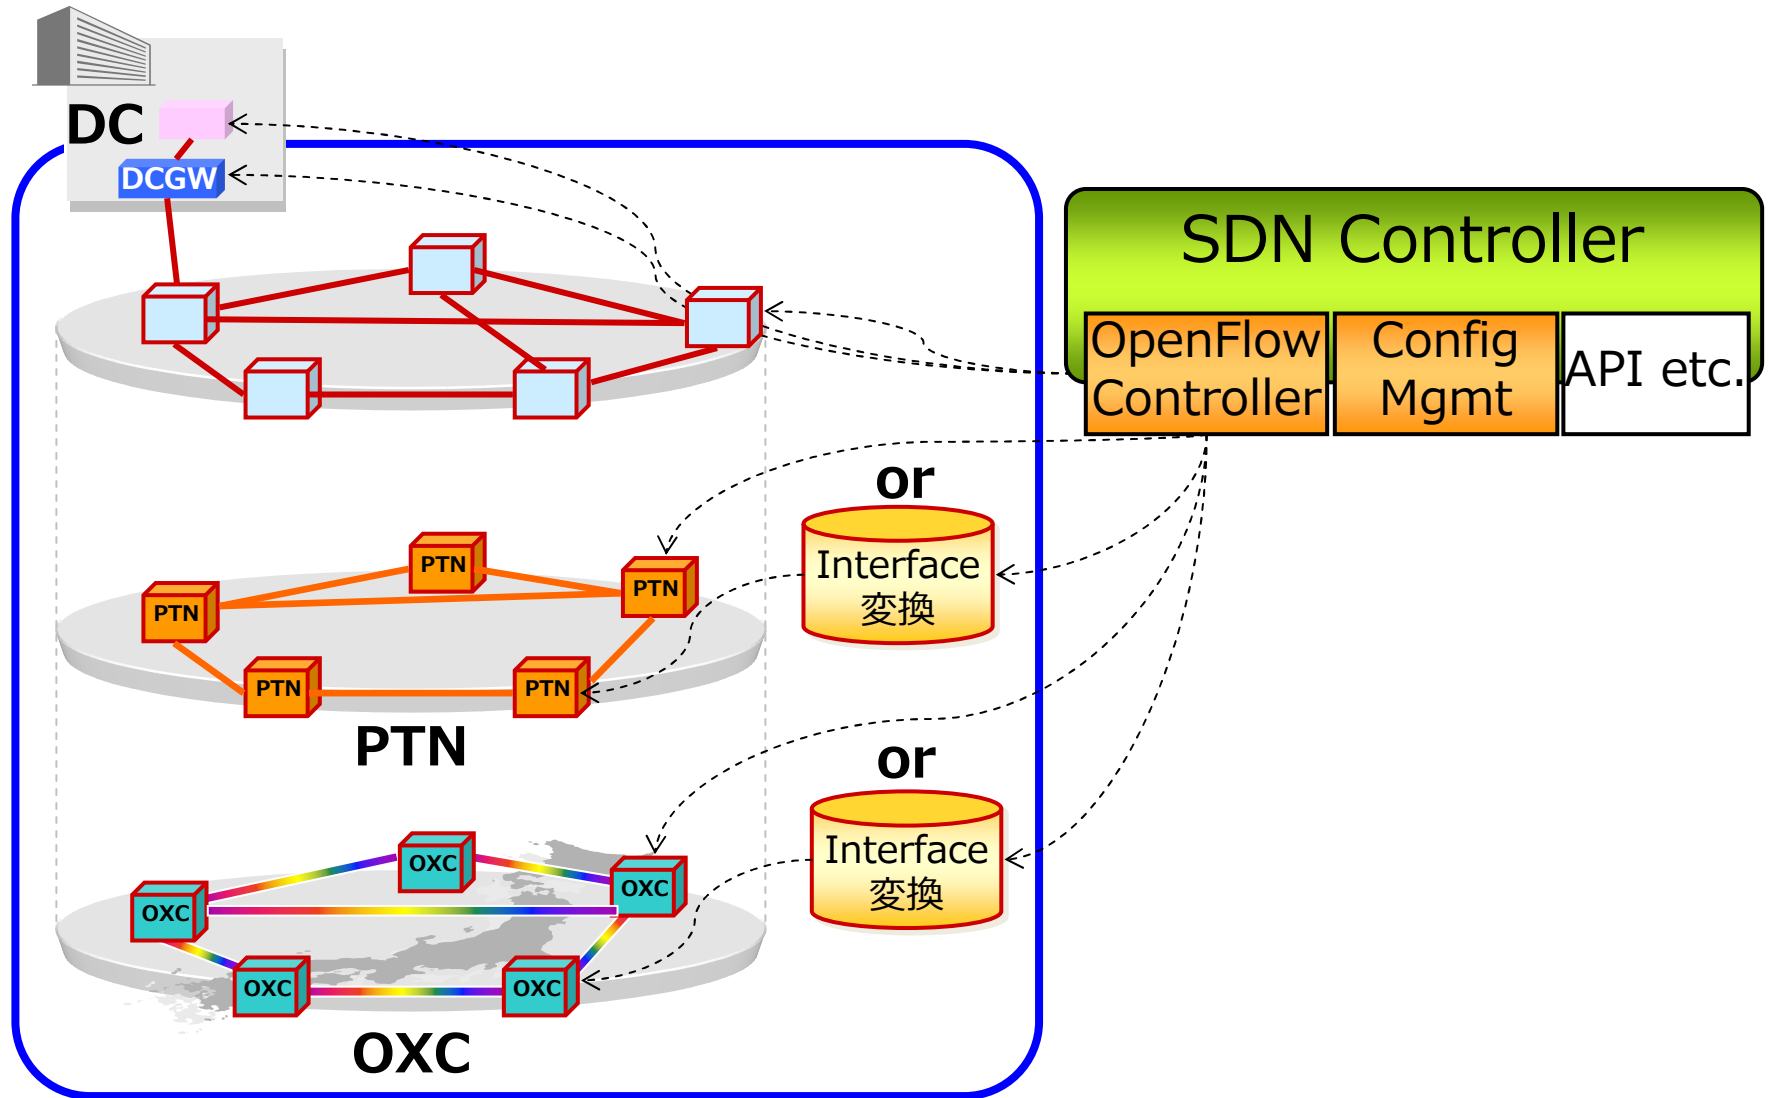 DC
DCGW
SDN Controller
OpenFlow
Controller
Config
Mgmt
API etc.
or
Interface
変換
PTN
PTN
PTN
PTN
PTN
PTN
or
Interface
変換
OXC
OXC
OXC
OXC
OXC
OXC